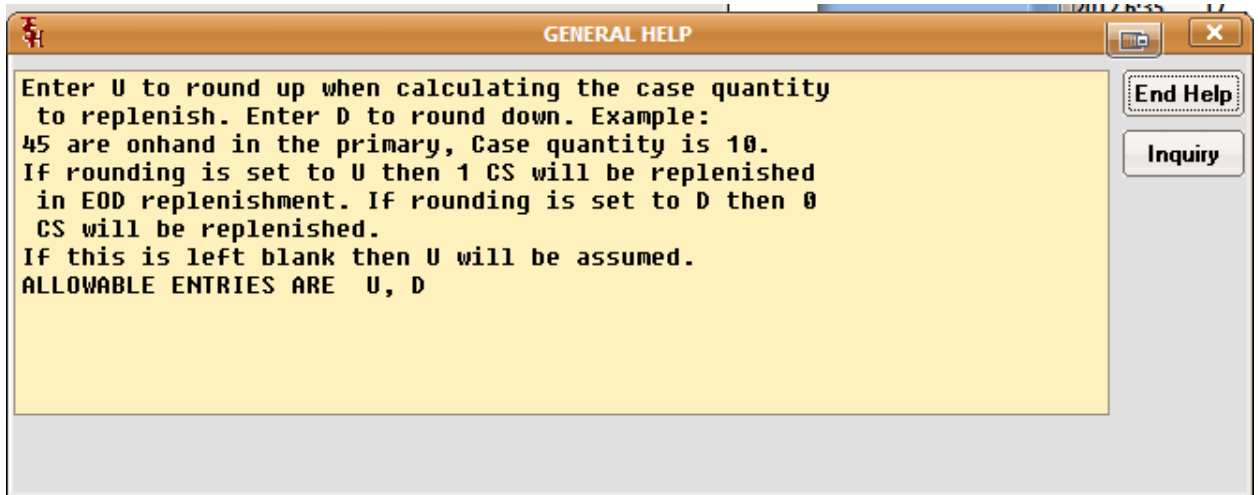 GENERAL HELP
Enter U to round up when calculating the case quantity
to replenish. Enter D to round down. Example:
45 are onhand in the primary, Case quantity is 10.
If rounding is set to U then 1 CS will be replenished
in EOD replenishment. If rounding is set to D then 0
CS will be replenished.
If this is left blank then U will be assumed.
ALLOWABLE ENTRIES ARE  U, D
End Help
Inquiry